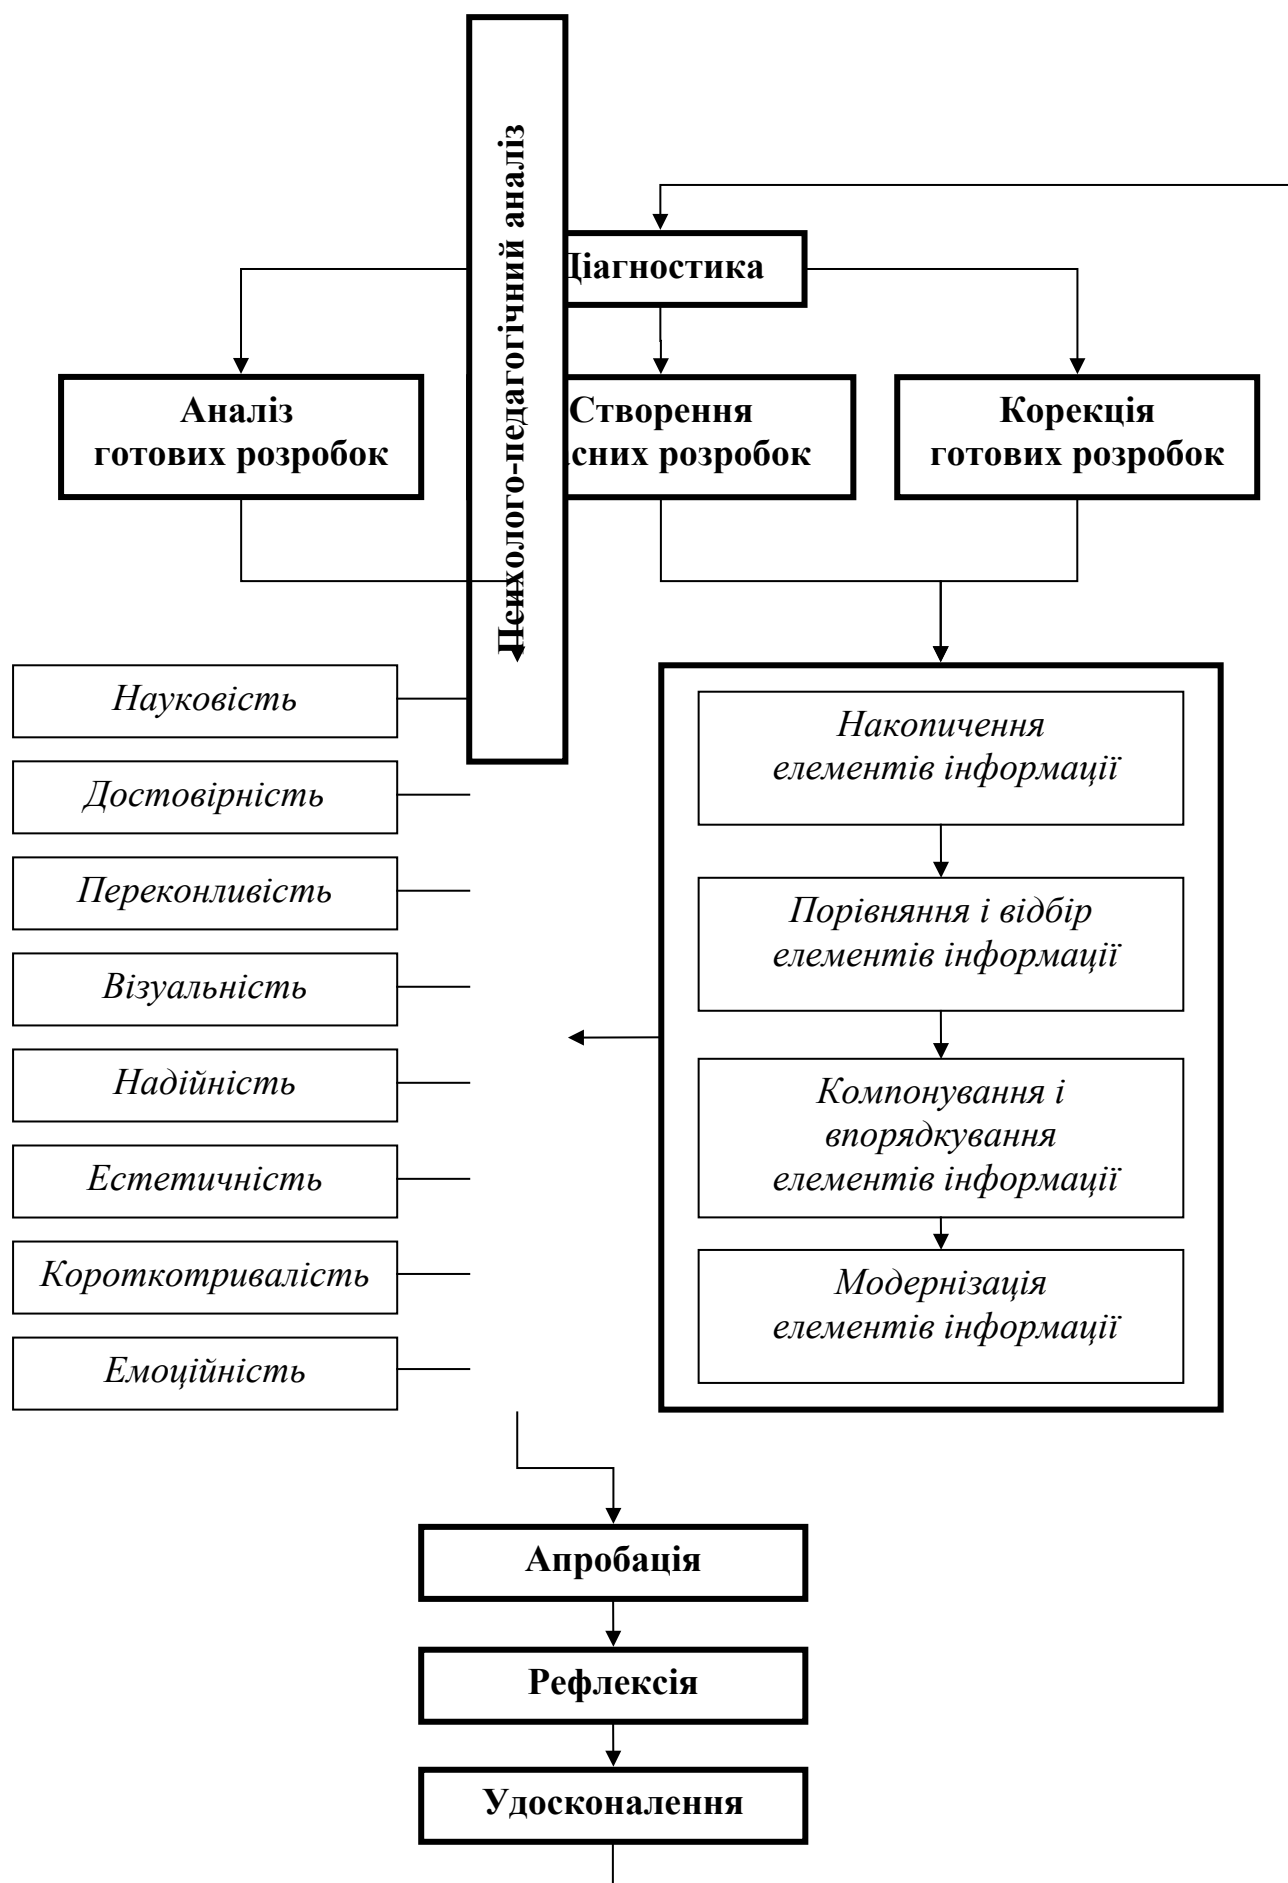 Психолого-педагогічний аналіз
Діагностика
Аналіз
готових розробок
Створення
розробок
Корекція
готових розробок
Науковість
Достовірність
Переконливість
Візуальність
Надійність
Естетичність
Короткотривалість
Емоційність
Накопичення
елементів інформації
Порівняння і відбір
елементів інформації
Компонування і
впорядкування
елементів інформації
Модернізація
елементів інформації
Апробація
Рефлексія
Удосконалення